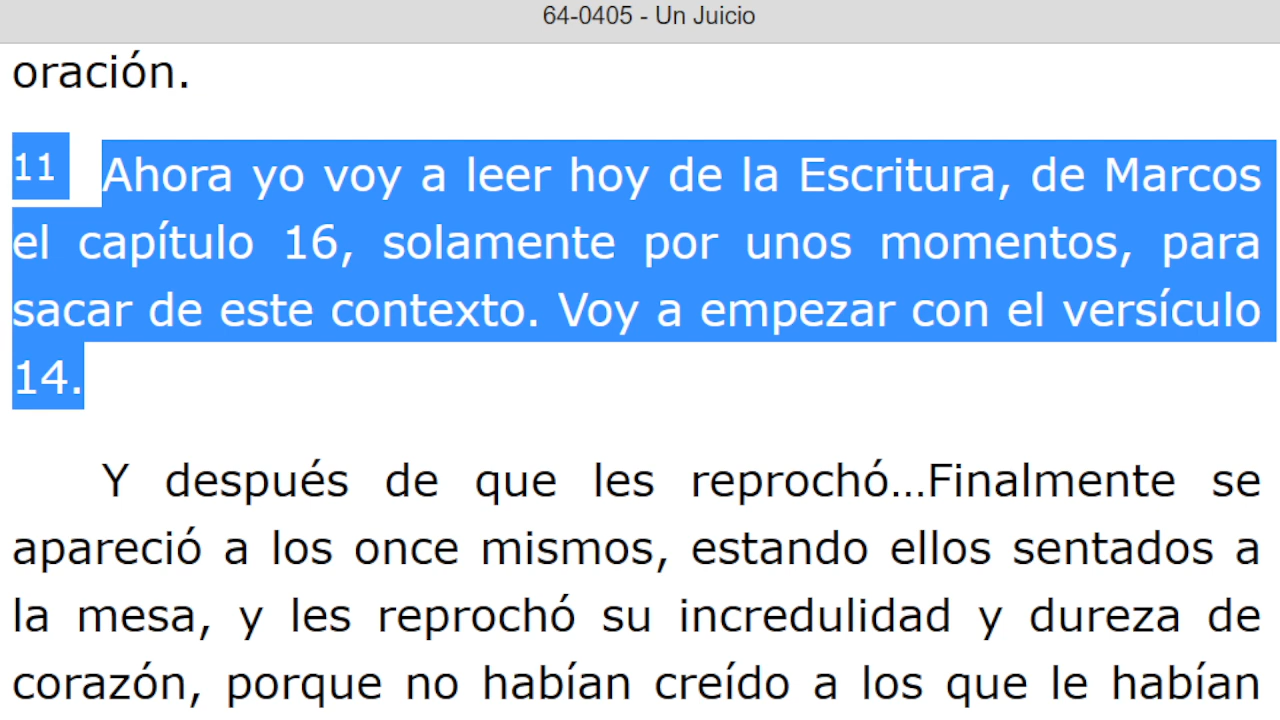 64-0405 - Un Juicio
oración.
11 Ahora yo voy a leer hoy de la Escritura, de Marcos
el capítulo 16, solamente por unos momentos, para
sacar de este contexto. Voy a empezar con el versículo
14.
Y después de que les reprochó...Finalmente se
apareció a los once mismos, estando ellos sentados a
la mesa, y les reprochó su incredulidad y dureza de
corazón, porque no habían creído a los que le habían